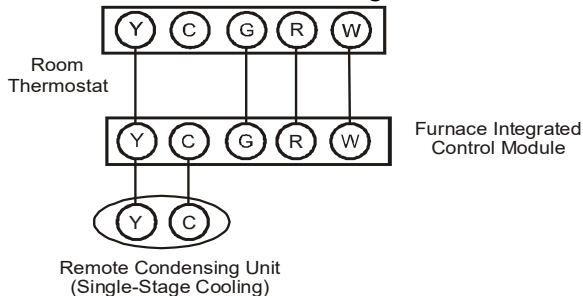 Y C G R W
Room
Thermostat
Y C G R W
Furnace Integrated
Control Module
Y C
Remote Condensing Unit
(Single-Stage Cooling)